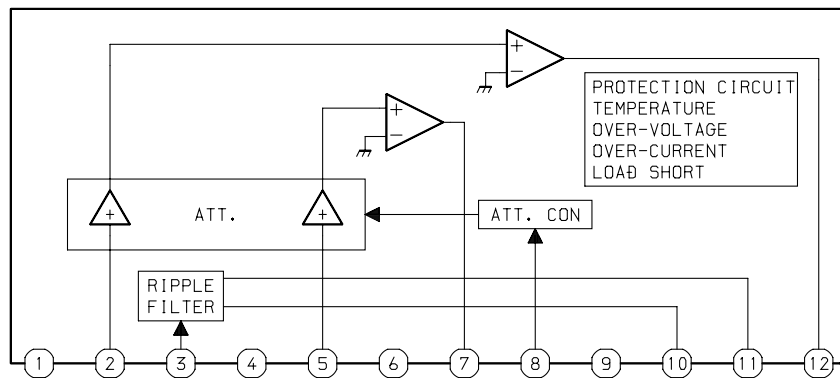 +
−
PROTECTION CIRCUIT
TEMPERATURE
OVER-VOLTAGE
OVER-CURRENT
LOAD SHORT
+
−
+ ATT. +
ATT. CON
RIPPLE
FILTER
1 2 3 4 5 6 7 8 9 10 11 12